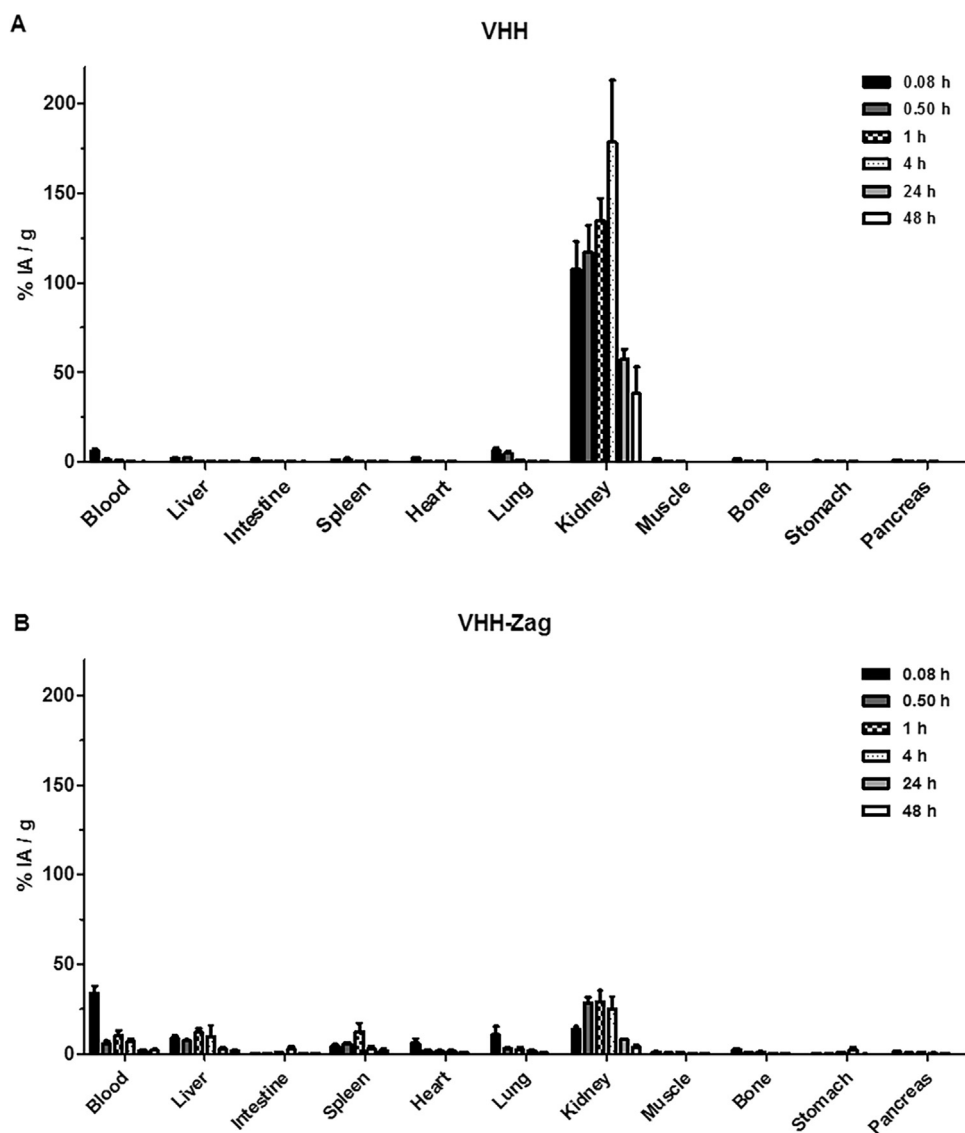 A
VHH
% IA / g
200
150
100
50
0
0.08 h
0.50 h
1 h
4 h
24 h
48 h
Blood
Liver
Intestine
Spleen
Heart
Lung
Kidney
Muscle
Bone
Stomach
Pancreas
B
VHH-Zag
% IA / g
200
150
100
50
0
0.08 h
0.50 h
1 h
4 h
24 h
48 h
Blood
Liver
Intestine
Spleen
Heart
Lung
Kidney
Muscle
Bone
Stomach
Pancreas